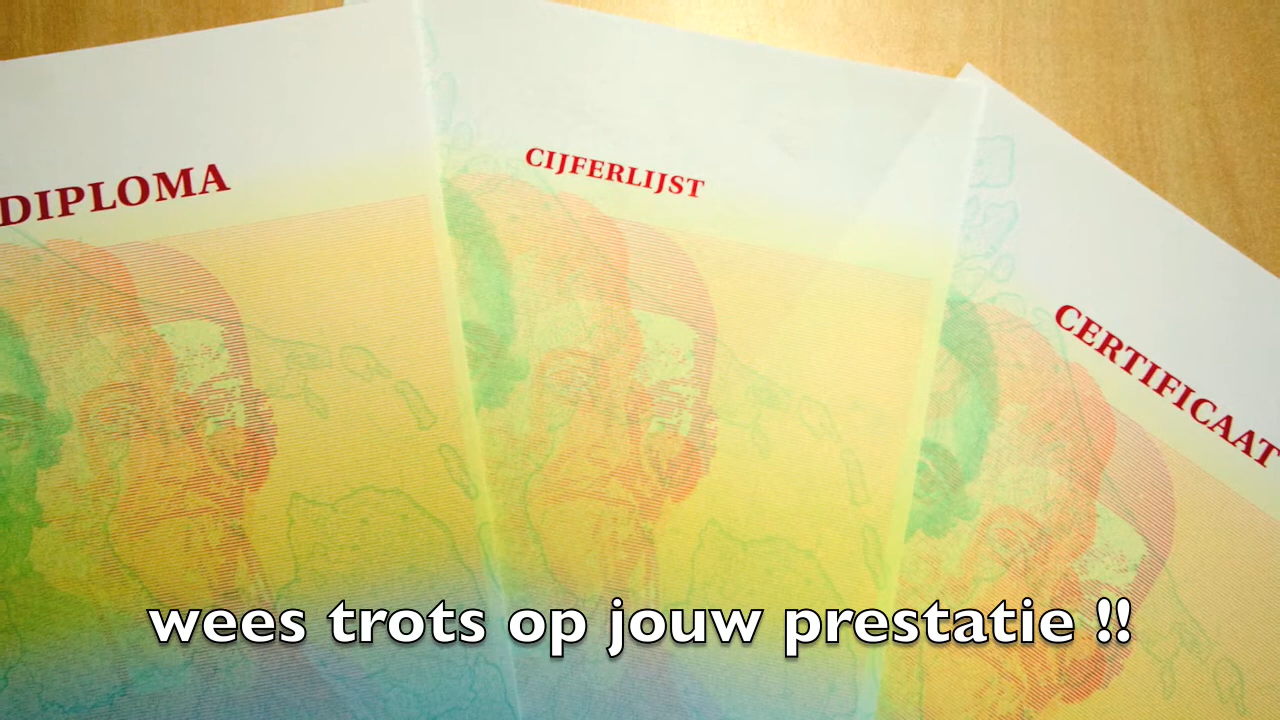 DIPLOMA
CIJFERLIJST
CERTIFICAAT
wees trots op jouw prestatie !!